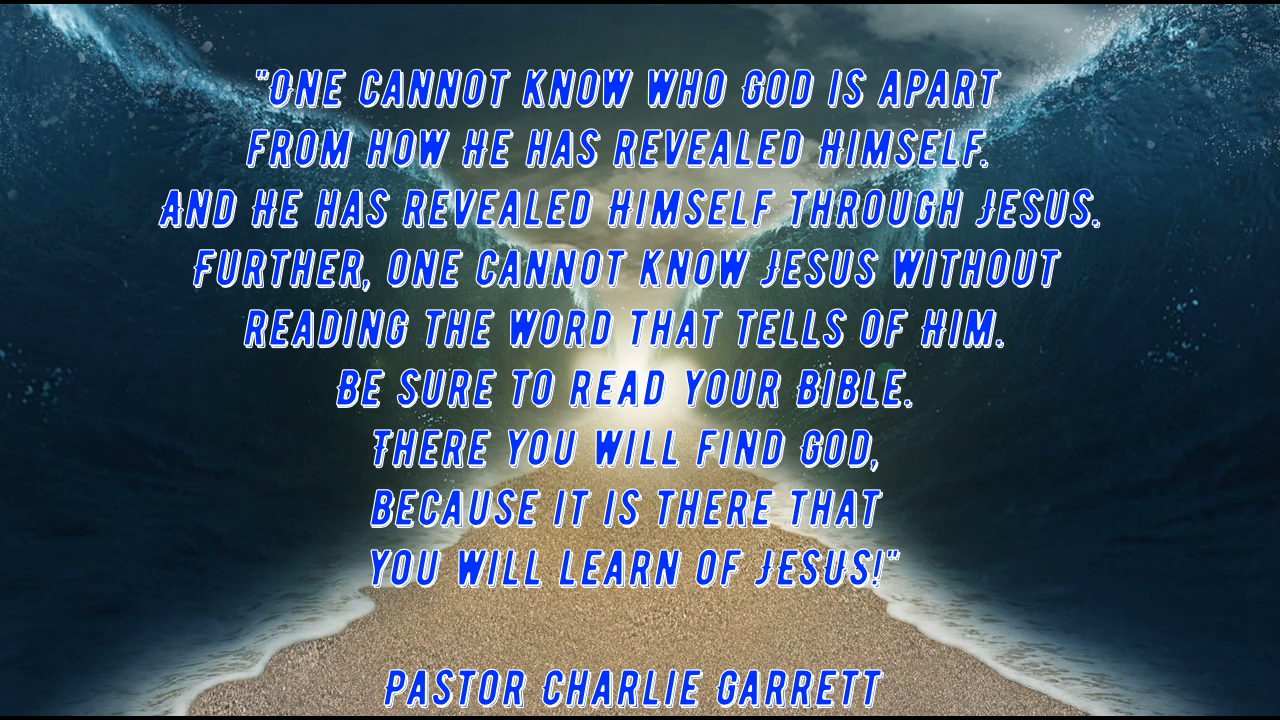 "One cannot know who God is apart
from how He has revealed Himself.
And He has revealed Himself through Jesus.
Further, one cannot know Jesus without
reading the word that tells of Him.
Be sure to read your Bible.
There you will find God,
because it is there that
you will learn of Jesus!"
Pastor Charlie Garrett